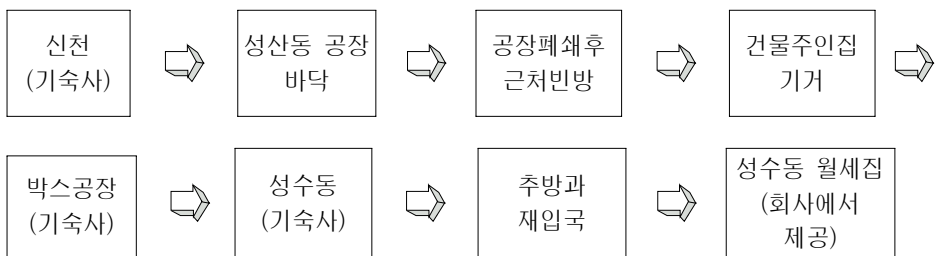 신천
(기숙사)
성산동 공장
바닥
공장폐쇄후
근처빈방
건물주인집
기거
박스공장
(기숙사)
성수동
(기숙사)
추방과
재입국
성수동 월세집
(회사에서
제공)